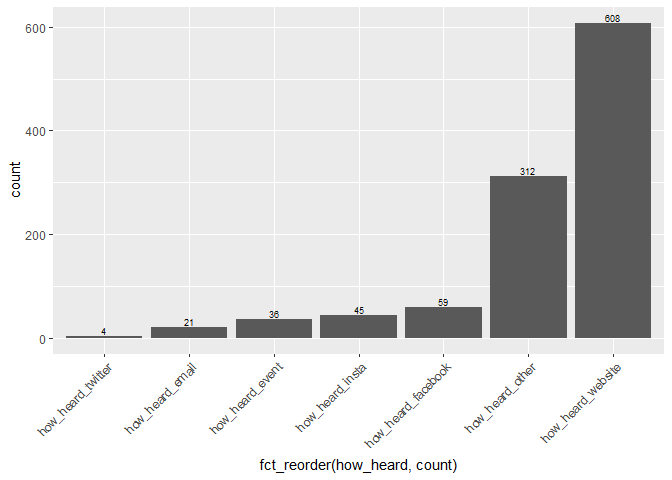 608
600
count
400
312
200
59
45
36
21
4
0
how_heard_twitter
how_heard_email
how_heard_event
how_heard_insta
how_heard_facebook
how_heard_other
how_heard_website
fct_reorder(how_heard, count)